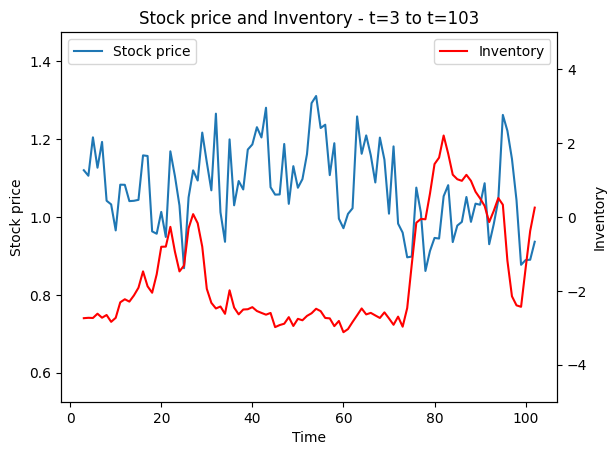 Stock price and Inventory - t=3 to t=103
Stock price
Inventory
1.4
1.2
1.0
0.8
0.6
Stock price
4
2
0
−2
−4
Inventory
0
20
40
60
80
100
Time